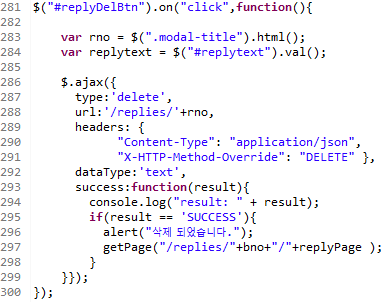 281 $("#replyDelBtn").on("click",function(){
282
283 var rno = $(".modal-title").html();
284 var replytext = $("#replytext").val();
285
286 $.ajax({
287 type:'delete',
288 url:'/replies/'+rno,
289 headers: {
290 "Content-Type": "application/json",
291 "X-HTTP-Method-Override": "DELETE" },
292 dataType:'text',
293 success:function(result){
294 console.log("result: " + result);
295 if(result == 'SUCCESS'){
296 alert("삭제 되었습니다.");
297 getPage("/replies/"+bno+"/"+replyPage );
298 }
299 }});
300 });